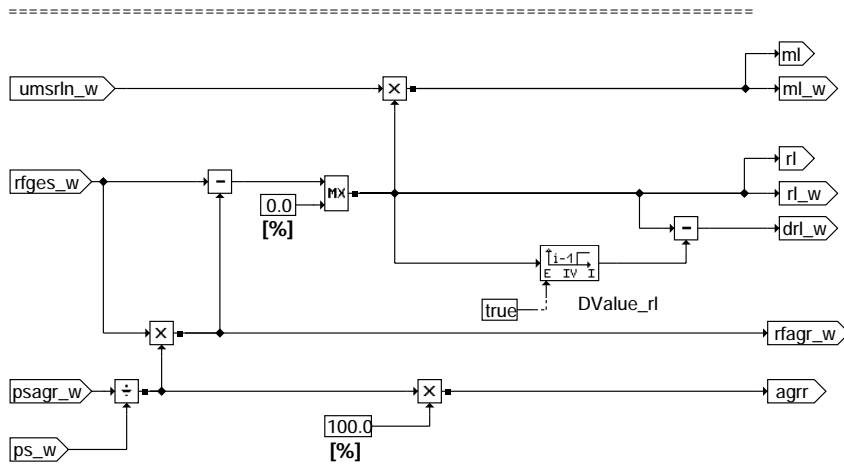 ml
umsrln_w
×
ml_w
rl
rfges_w
-
MX
rl_w
0.0
[%]
-
drl_w
i-1
E IV I
true
DValue_rl
×
rfagr_w
psagr_w
÷
×
agrr
100.0
[%]
ps_w